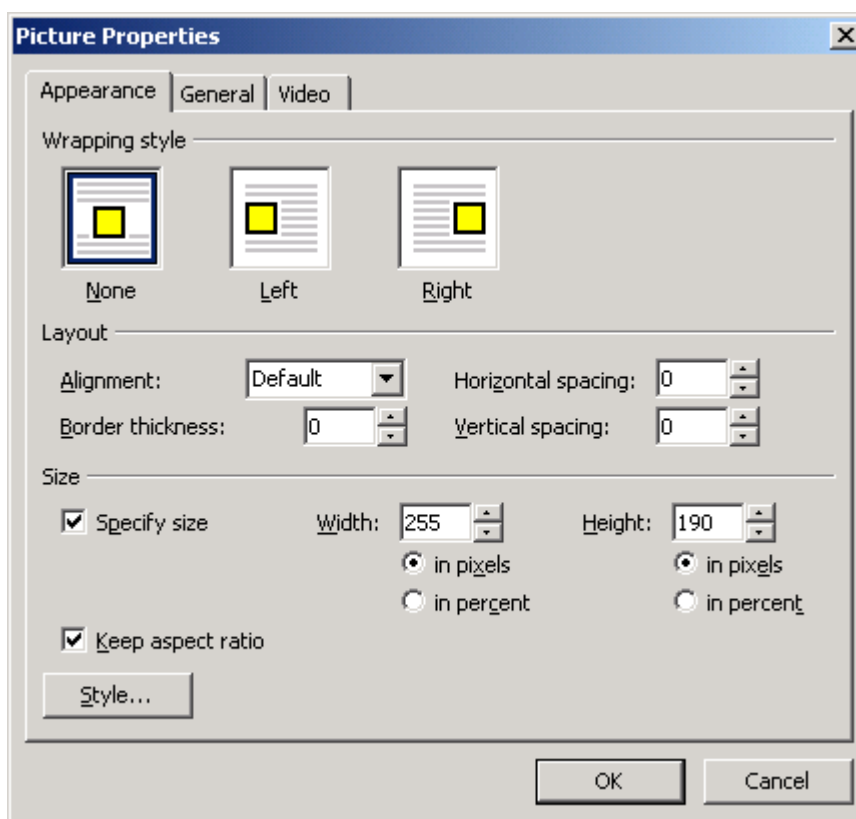 Picture Properties
Appearance General Video
Wrapping style
None Left Right
Layout
Alignment: Default Horizontal spacing: 0
Border thickness: 0 Vertical spacing: 0
Size
Specify size Width: 255 Height: 190
in pixels in pixels
in percent in percent
Keep aspect ratio
Style...
OK Cancel